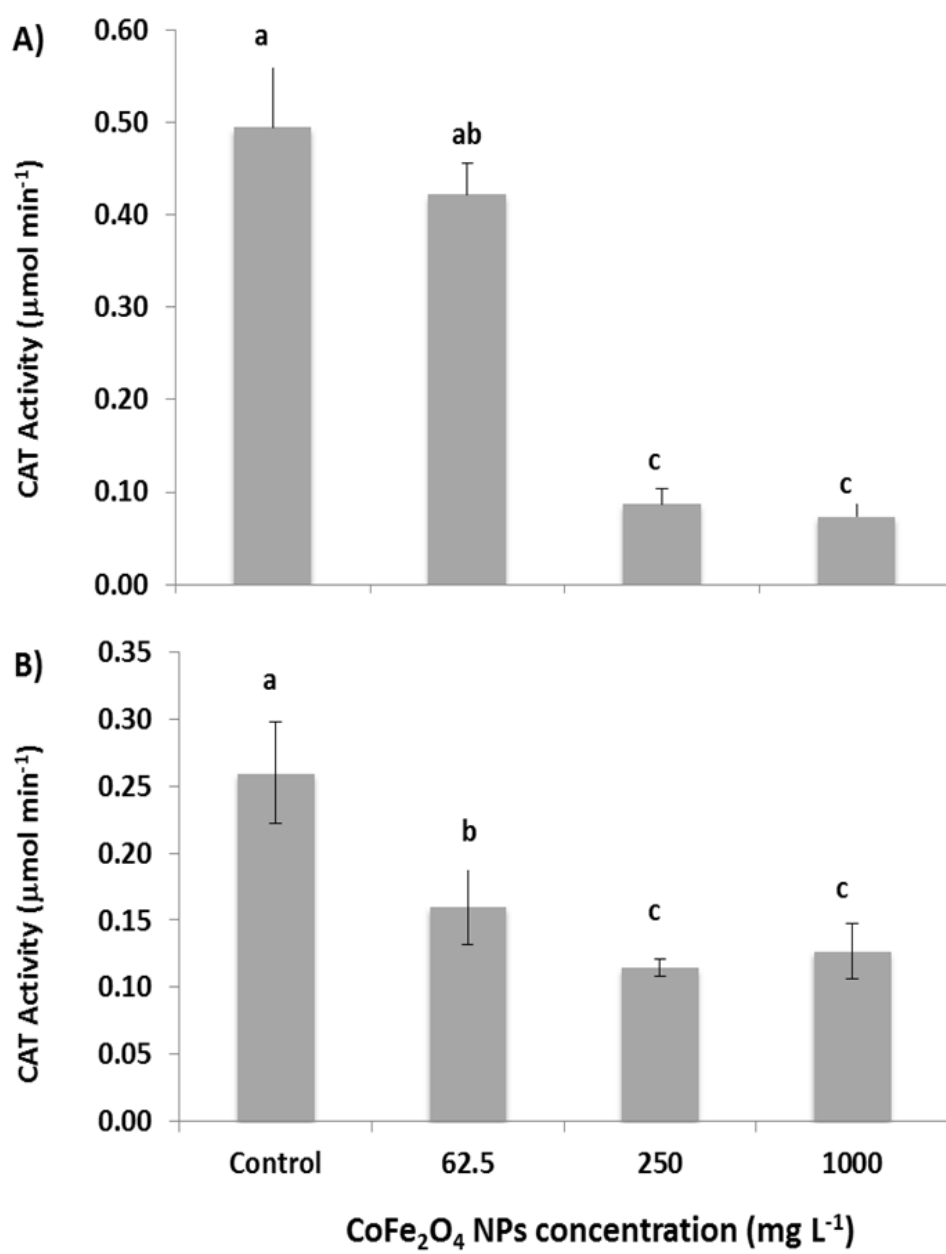 A)
CAT Activity (µmol min⁻¹)
0.60
0.50
0.40
0.30
0.20
0.10
0.00
a
ab
c
c
B)
CAT Activity (µmol min⁻¹)
0.35
0.30
0.25
0.20
0.15
0.10
0.05
0.00
a
b
c
c
Control 62.5 250 1000
CoFe₂O₄ NPs concentration (mg L⁻¹)